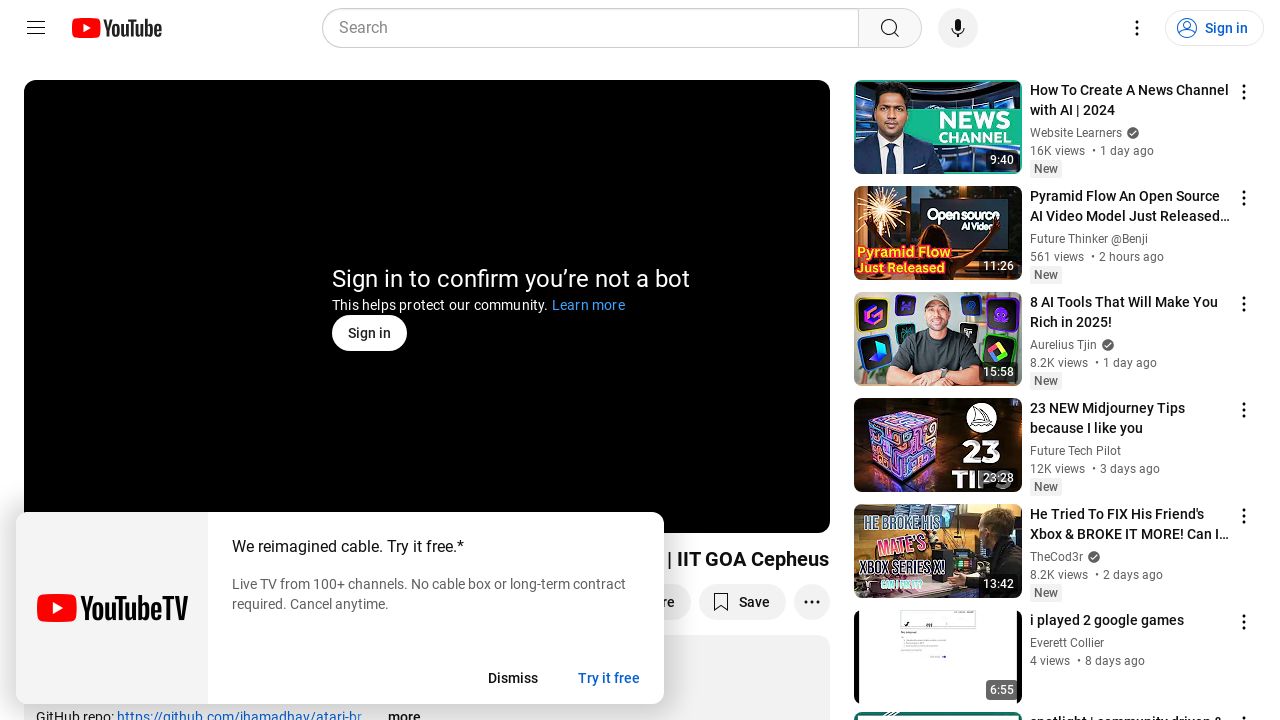 YouTube
Search
Sign in
Sign in to confirm you’re not a bot
This helps protect our community. Learn more
Sign in
| IIT GOA Cepheus
re
Save
We reimagined cable. Try it free.*
Live TV from 100+ channels. No cable box or long-term contract
required. Cancel anytime.
YouTubeTV
Dismiss
Try it free
GitHub repo: https://github.com/jhamadhav/atari-br...
...more
NEWS
CHANNEL
9:40
How To Create A News Channel
with AI | 2024
Website Learners
16K views • 1 day ago
New
Open source
AI Video
Pyramid Flow
Just Released
11:26
Pyramid Flow An Open Source
AI Video Model Just Released…
Future Thinker @Benji
561 views • 2 hours ago
New
15:58
8 AI Tools That Will Make You
Rich in 2025!
Aurelius Tjin
8.2K views • 1 day ago
New
23
TIPS
23:28
23 NEW Midjourney Tips
because I like you
Future Tech Pilot
12K views • 3 days ago
New
HE BROKE HIS
MATE'S
XBOX SERIES X!
CAN I FIX IT?
13:42
He Tried To FIX His Friend's
Xbox & BROKE IT MORE! Can I…
TheCod3r
8.2K views • 2 days ago
New
6:55
i played 2 google games
Everett Collier
4 views • 8 days ago
spotlight | community driven &